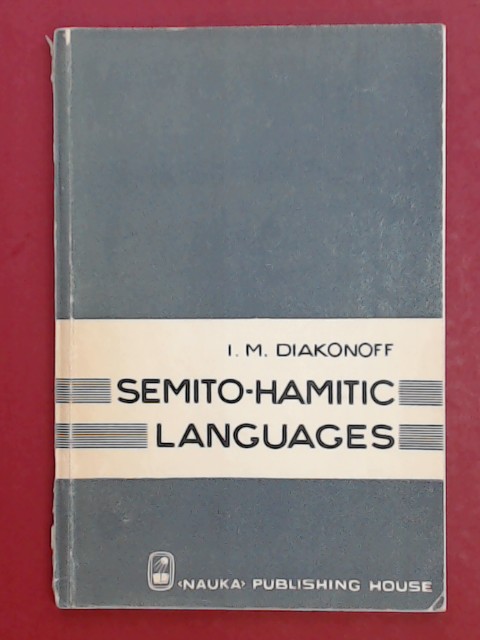 I. M. DIAKONOFF
SEMITO-HAMITIC
LANGUAGES
‹NAUKA› PUBLISHING HOUSE